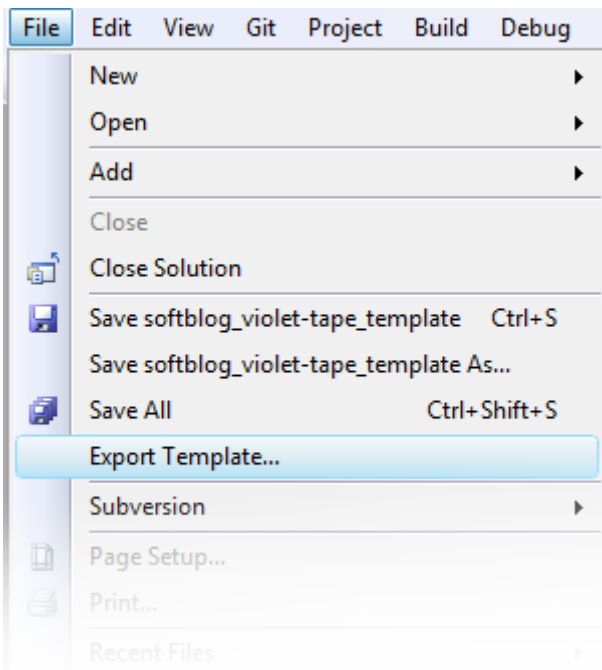 File Edit View Git Project Build Debug
New
Open
Add
Close
Close Solution
Save softblog_violet-tape_template Ctrl+S
Save softblog_violet-tape_template As...
Save All Ctrl+Shift+S
Export Template...
Subversion
Page Setup...
Print...
Recent Files